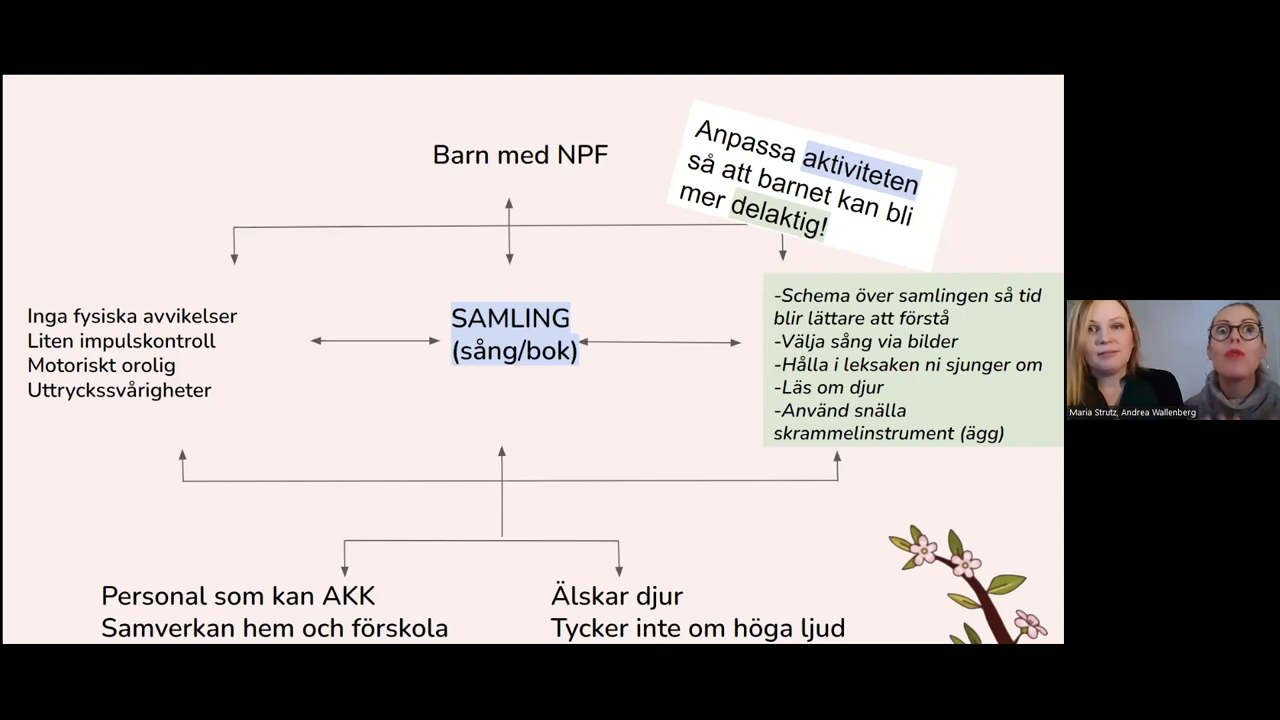 Barn med NPF
Anpassa aktiviteten
så att barnet kan bli
mer delaktig!
Inga fysiska avvikelser
Liten impulskontroll
Motoriskt orolig
Uttryckssvårigheter
SAMLING
(sång/bok)
-Schema över samlingen så tid
blir lättare att förstå
-Välja sång via bilder
-Hålla i leksaken ni sjunger om
-Läs om djur
-Använd snälla
skrammelinstrument (ägg)
Maria Strutz, Andrea Wallenberg
Personal som kan AKK
Samverkan hem och förskola
Älskar djur
Tycker inte om höga ljud